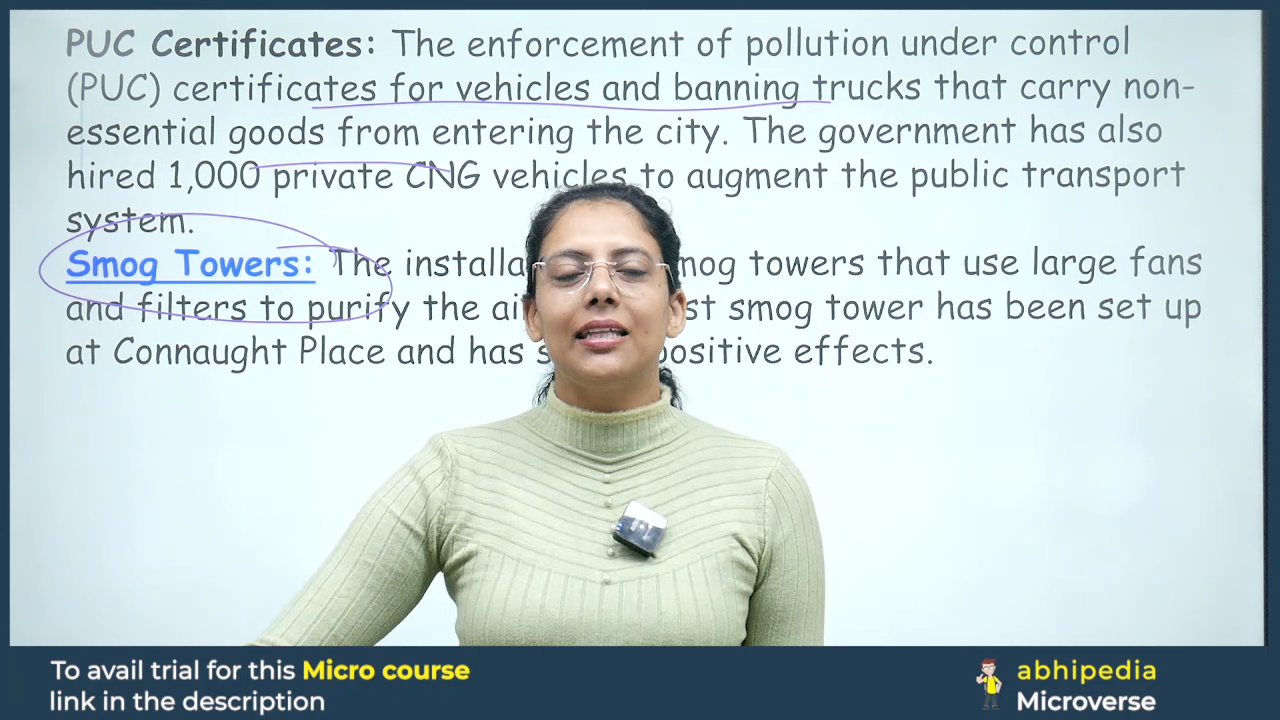 PUC Certificates: The enforcement of pollution under control
(PUC) certificates for vehicles and banning trucks that carry non-
essential goods from entering the city. The government has also
hired 1,000 private CNG vehicles to augment the public transport
system.
Smog Towers: The installa mog towers that use large fans
and filters to purify the ai st smog tower has been set up
at Connaught Place and has s positive effects.
To avail trial for this Micro course
link in the description
abhipedia
Microverse